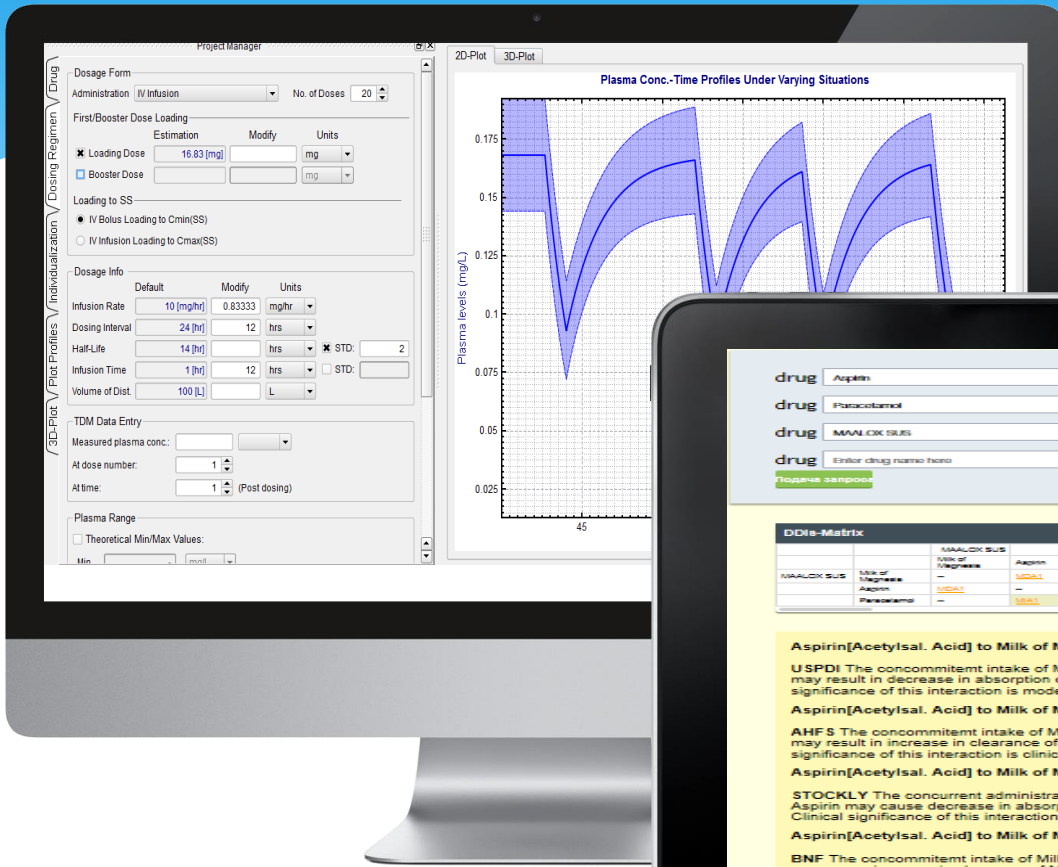 Project Manager
Drug
Dosing Regimen
Individualization
Plot Profiles
3D-Plot
Dosage Form
Administration IV Infusion No. of Doses 20
First/Booster Dose Loading
Estimation Modify Units
Loading Dose 16.83 [mg] mg
Booster Dose mg
Loading to SS
IV Bolus Loading to Cmin(SS)
IV Infusion Loading to Cmax(SS)
Dosage Info
Default Modify Units
Infusion Rate 10 [mg/hr] 0.83333 mg/hr
Dosing Interval 24 [hr] 12 hrs
Half-Life 14 [hr] hrs STD: 2
Infusion Time 1 [hr] 12 hrs STD:
Volume of Dist. 100 [L] L
TDM Data Entry
Measured plasma conc.:
At dose number: 1
At time: 1 (Post dosing)
Plasma Range
Theoretical Min/Max Values:
Min
2D-Plot 3D-Plot
Plasma Conc.-Time Profiles Under Varying Situations
Plasma levels (mg/L)
0.175
0.15
0.125
0.1
0.075
0.05
0.025
45
drug Aspirin
drug Paracetamol
drug MAALOX SUS
drug Enter drug name here
Подача запроса
DDIs-Matrix
MAALOX SUS
Milk of Magnesia Aspirin
MAALOX SUS Milk of Magnesia – MDA1
Aspirin MDA1 –
Paracetamol – MIA1
Aspirin[Acetylsal. Acid] to Milk of
USPDI The concommitemt intake of
may result in decrease in absorption
significance of this interaction is
Aspirin[Acetylsal. Acid] to Milk of
AHFS The concommitemt intake of
may result in increase in clearance of
significance of this interaction is
Aspirin[Acetylsal. Acid] to Milk of
STOCKLY The concurrent
Aspirin may cause decrease in
Clinical significance of this interaction
Aspirin[Acetylsal. Acid] to Milk of
BNF The concommitemt intake of